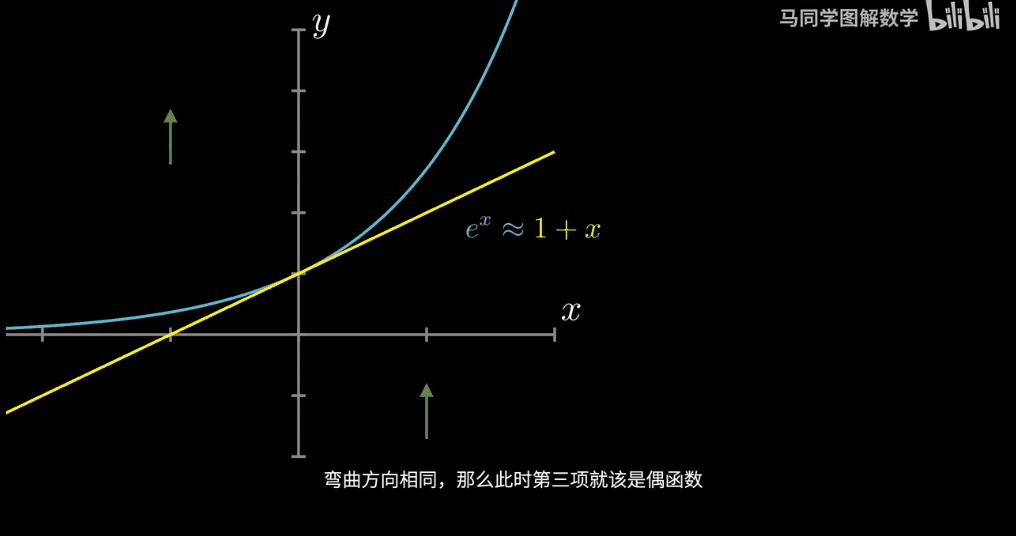 马同学图解数学 bilibili
y
e^x ≈ 1 + x
x
弯曲方向相同，那么此时第三项就该是偶函数